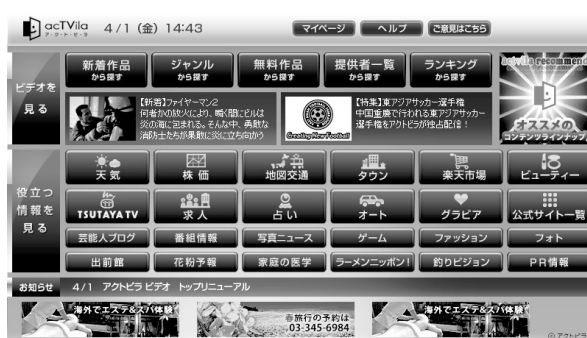 acTVila
ア・ク・ト・ビ・ラ
4/1 (金) 14:43
マイページ
ヘルプ
ご意見はこちら
ビデオを
見る
新着作品
から探す
ジャンル
から探す
無料作品
から探す
提供者一覧
から探す
ランキング
から探す
【新着】ファイヤーマン2
何者かの放火により、瞬く間にビルは
炎の海に包まれる。そんな中、勇敢な
消防士たちが果敢に炎に立ち向かう
Creating New Football
【特集】東アジアサッカー選手権
中国重慶で行われる東アジアサッカー
選手権をアクトビラが独占配信！
actvila recommend
オススメの
コンテンツラインナップ
役立つ
情報を
見る
天気
株価
地図交通
タウン
楽天市場
ビューティー
TSUTAYA TV
求人
占い
オート
グラビア
公式サイト一覧
芸能人ブログ
番組情報
写真ニュース
ゲーム
ファッション
フォト
出前館
花粉予報
家庭の医学
ラーメンニッポン!
釣りビジョン
PR情報
お知らせ
4/1 アクトビラ ビデオ トップリニューアル
海外でエステ&スパ体験
春旅行の予約は
03-345-6984
海外でエステ&スパ体験
© アクトビラ